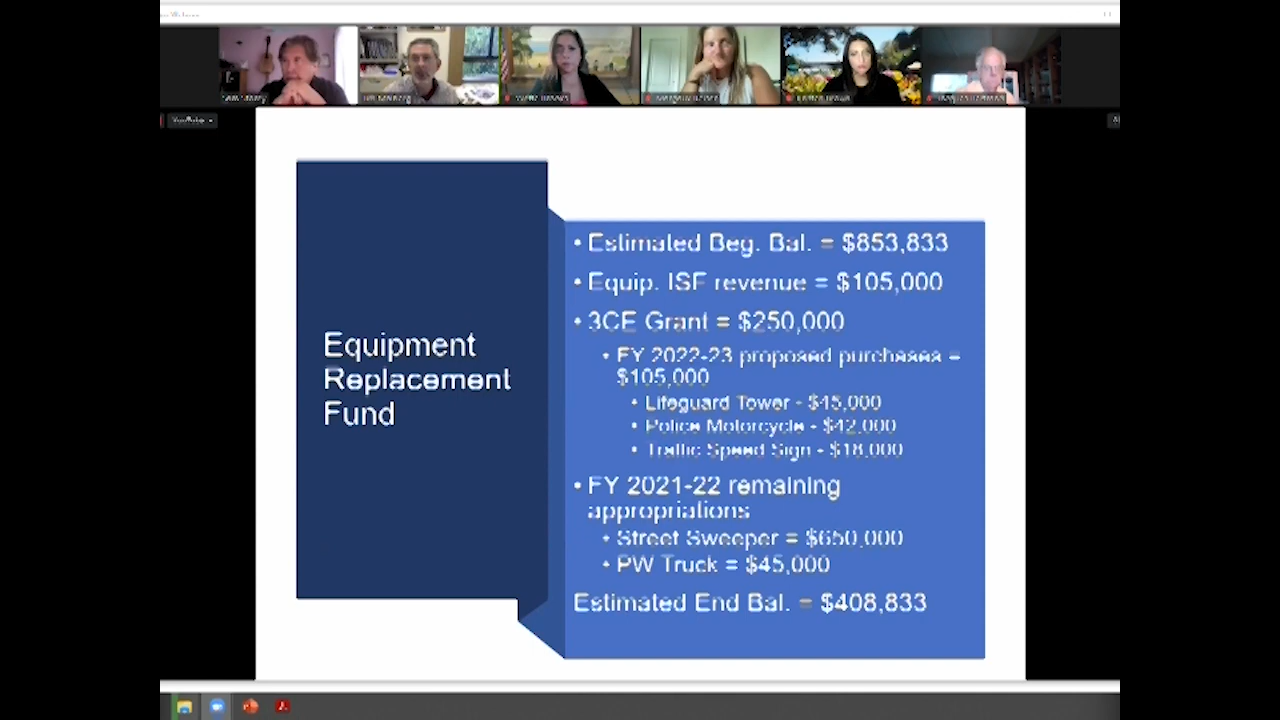 Equipment
Replacement
Fund
• Estimated Beg. Bal. = $853,833
• Equip. ISF revenue = $105,000
• 3CE Grant = $250,000
• FY 2022-23 proposed purchases =
$105,000
• Lifeguard Tower - $45,000
• Police Motorcycle - $42,000
• Traffic Speed Sign - $18,000
• FY 2021-22 remaining
appropriations
• Street Sweeper = $650,000
• PW Truck = $45,000
Estimated End Bal. = $408,833